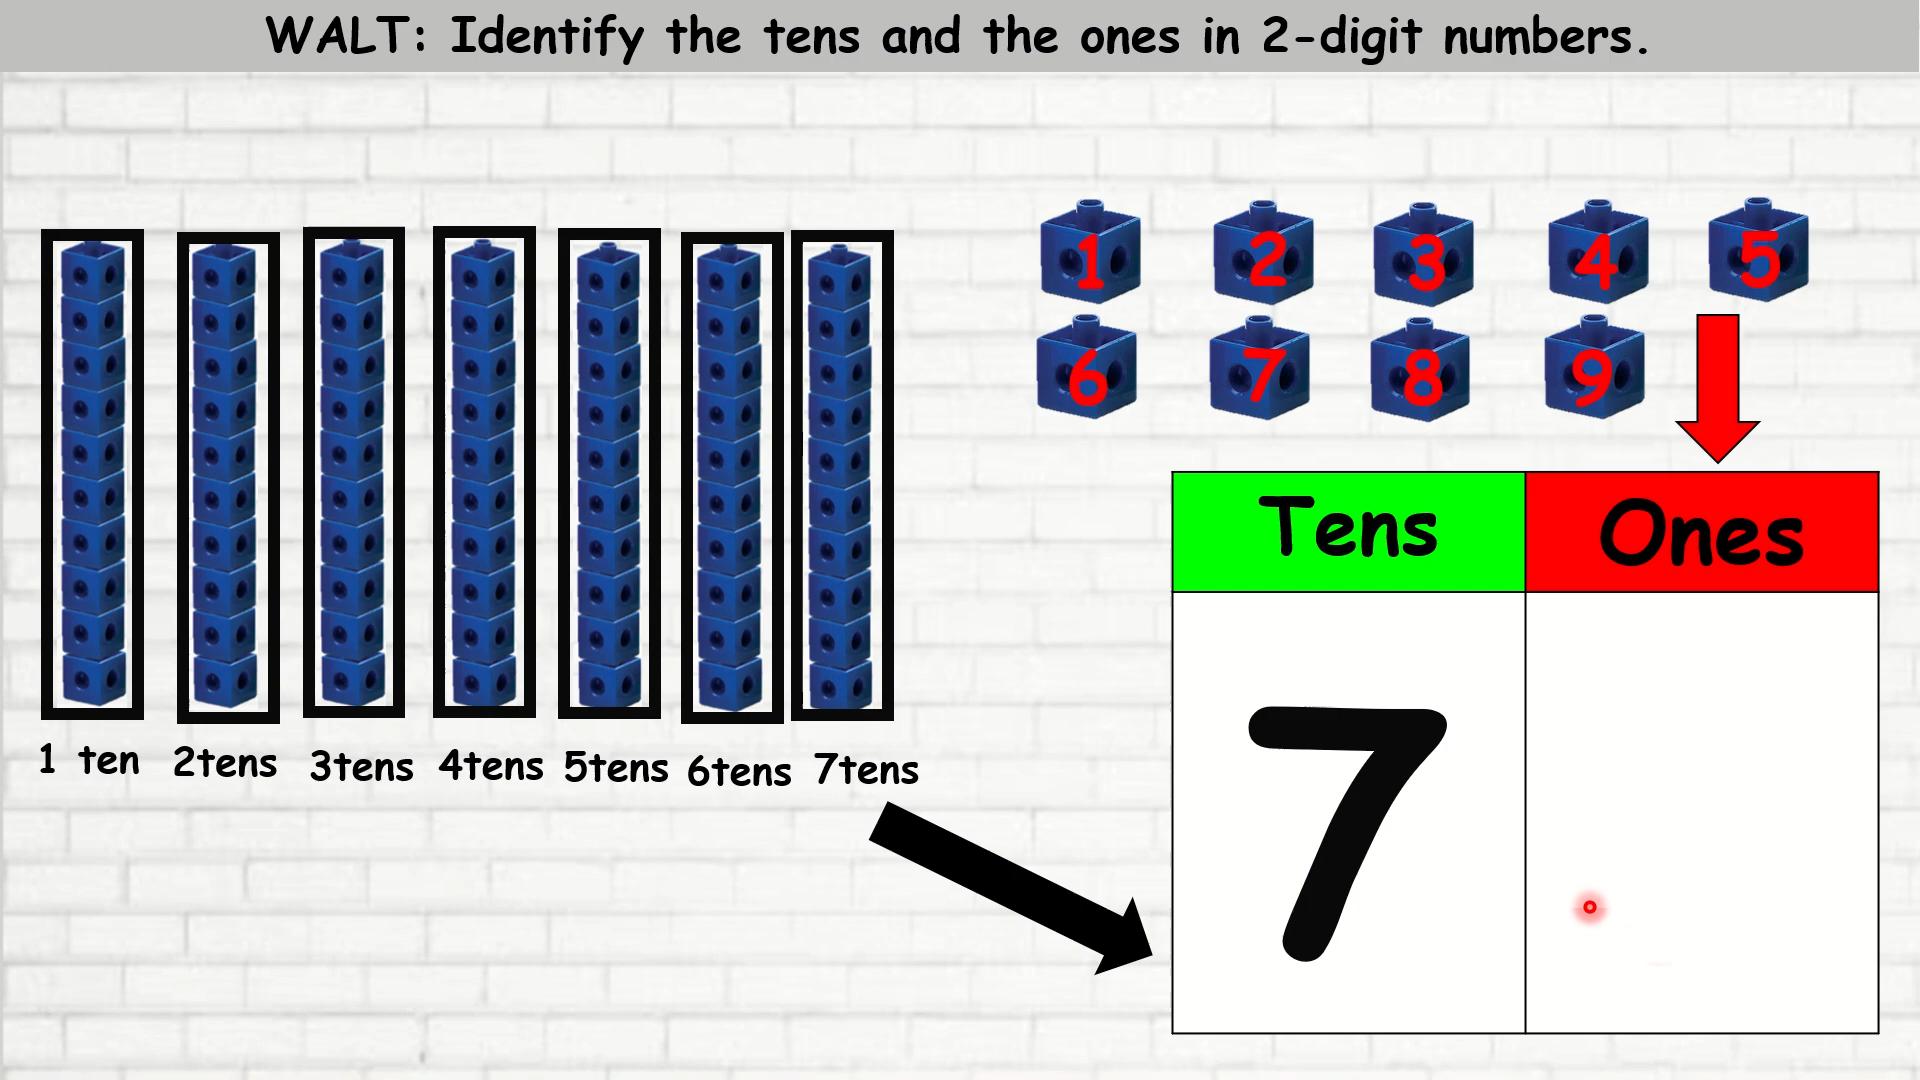 WALT: Identify the tens and the ones in 2-digit numbers.
1 2 3 4 5
6 7 8 9
1 ten 2tens 3tens 4tens 5tens 6tens 7tens
Tens Ones
7